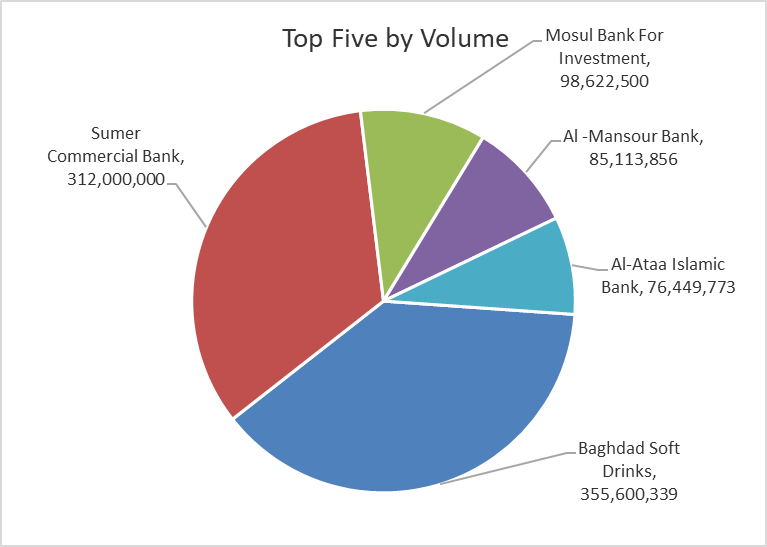 Top Five by Volume
Mosul Bank For
Investment,
98,622,500
Sumer
Commercial Bank,
312,000,000
Al -Mansour Bank,
85,113,856
Al-Ataa Islamic
Bank, 76,449,773
Baghdad Soft
Drinks,
355,600,339